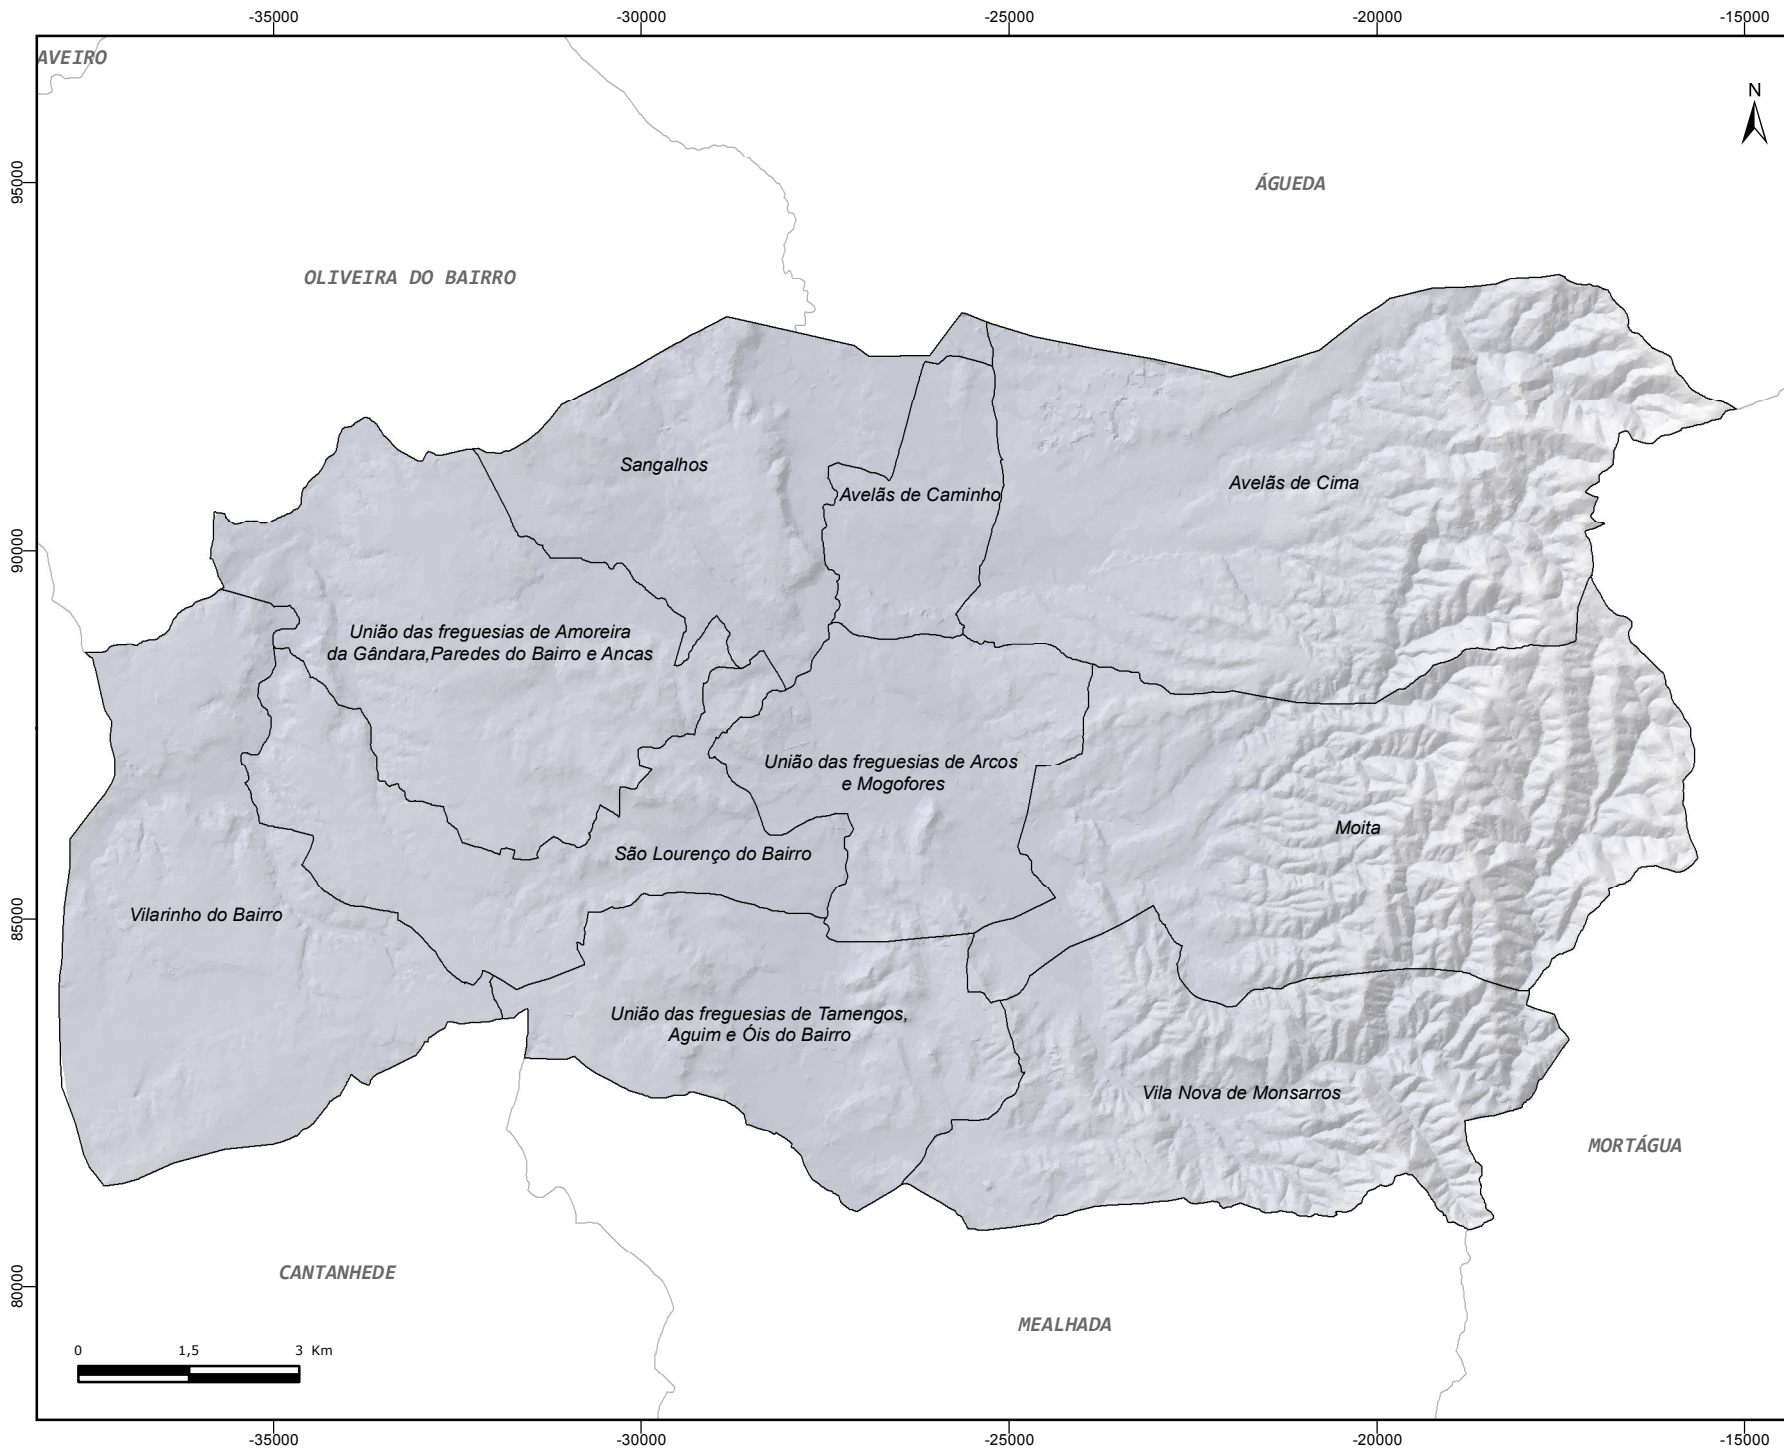 -35000
-30000
-25000
-20000
-15000
AVEIRO
N
95000
ÁGUEDA
OLIVEIRA DO BAIRRO
Sangalhos
Avelãs de Cima
Avelãs de Caminho
90000
União das freguesias de Amoreira
da Gândara,Paredes do Bairro e Ancas
União das freguesias de Arcos
e Mogofores
Moita
São Lourenço do Bairro
Vilarinho do Bairro
85000
União das freguesias de Tamengos,
Aguim e Óis do Bairro
Vila Nova de Monsarros
MORTÁGUA
CANTANHEDE
80000
MEALHADA
0 1,5 3 Km
-35000
-30000
-25000
-20000
-15000